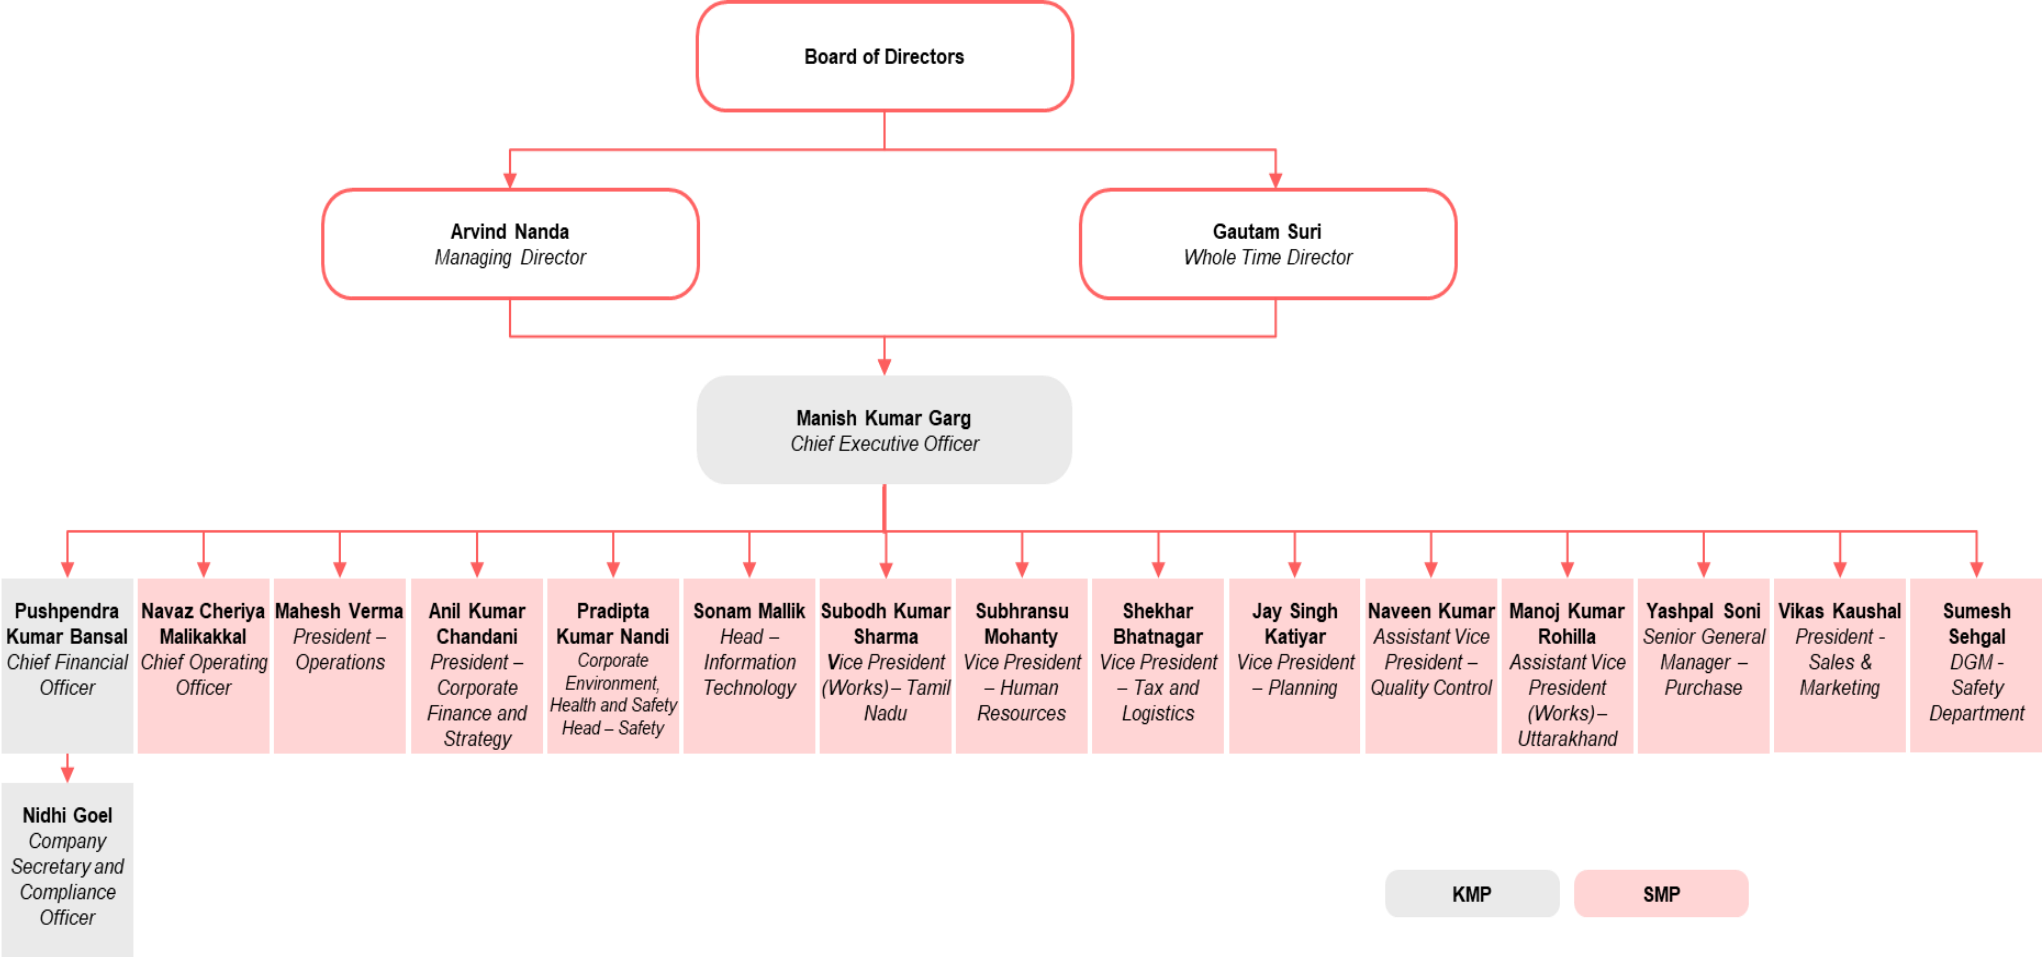 Board of Directors
Arvind Nanda
Managing Director
Gautam Suri
Whole Time Director
Manish Kumar Garg
Chief Executive Officer
Pushpendra
Kumar Bansal
Chief Financial
Officer
Navaz Cheriya
Malikakkal
Chief Operating
Officer
Mahesh Verma
President –
Operations
Anil Kumar
Chandani
President –
Corporate
Finance and
Strategy
Pradipta
Kumar Nandi
Corporate
Environment,
Health and Safety
Head – Safety
Sonam Mallik
Head –
Information
Technology
Subodh Kumar
Sharma
Vice President
(Works) – Tamil
Nadu
Subhransu
Mohanty
Vice President
– Human
Resources
Shekhar
Bhatnagar
Vice President
– Tax and
Logistics
Jay Singh
Katiyar
Vice President
– Planning
Naveen Kumar
Assistant Vice
President –
Quality Control
Manoj Kumar
Rohilla
Assistant Vice
President
(Works) –
Uttarakhand
Yashpal Soni
Senior General
Manager –
Purchase
Vikas Kaushal
President -
Sales &
Marketing
Sumesh
Sehgal
DGM -
Safety
Department
Nidhi Goel
Company
Secretary and
Compliance
Officer
KMP
SMP